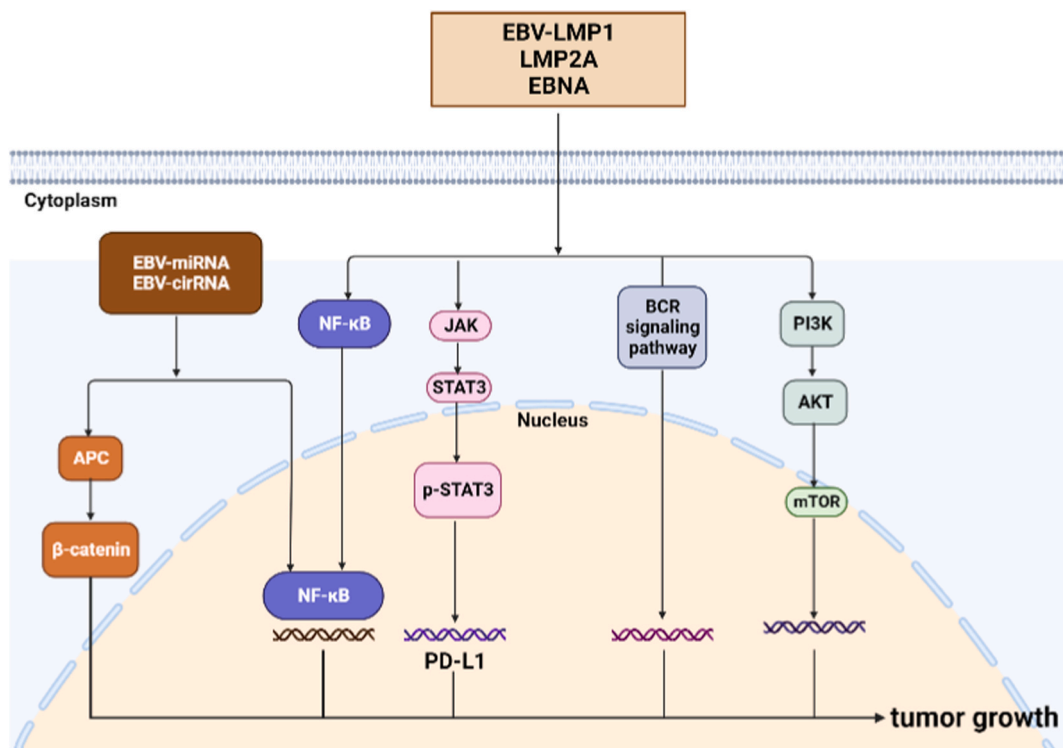 EBV-LMP1
LMP2A
EBNA
Cytoplasm
EBV-miRNA
EBV-cirRNA
NF-κB
JAK
BCR
signaling
pathway
PI3K
STAT3
AKT
Nucleus
APC
p-STAT3
mTOR
β-catenin
NF-κB
PD-L1
tumor growth